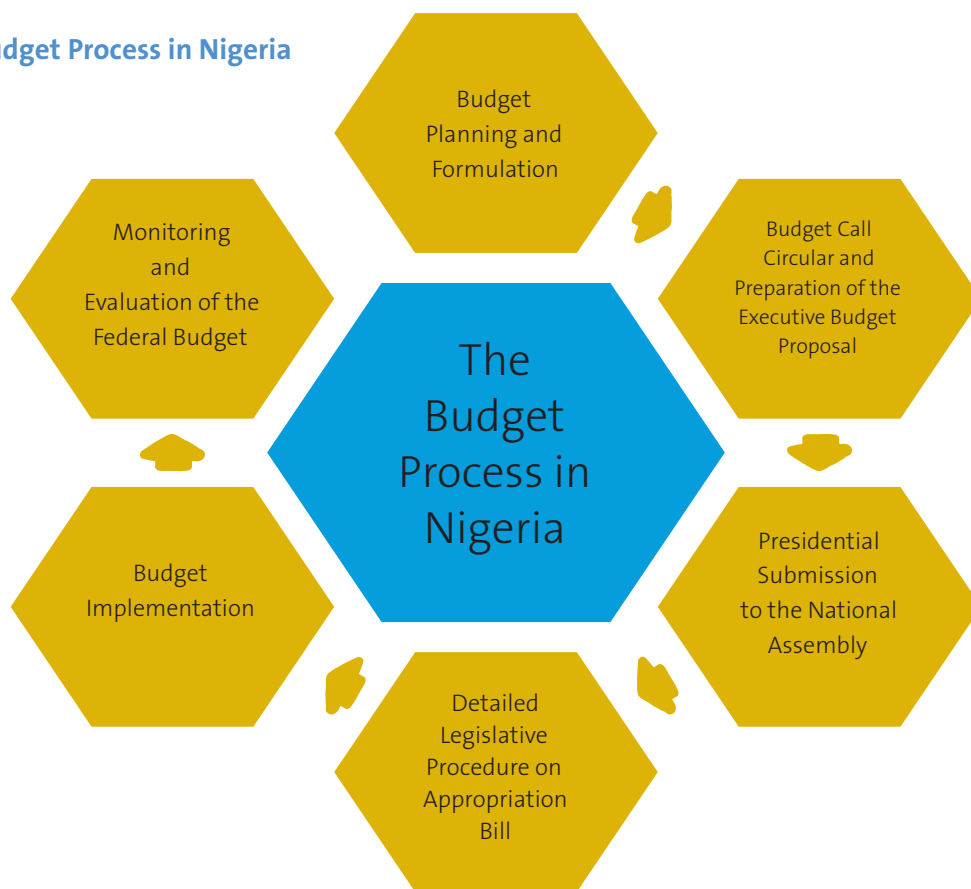 udget Process in Nigeria
Budget
Planning and
Formulation
Budget Call
Circular and
Preparation of the
Executive Budget
Proposal
Presidential
Submission
to the National
Assembly
Detailed
Legislative
Procedure on
Appropriation
Bill
Budget
Implementation
Monitoring
and
Evaluation of the
Federal Budget
The
Budget
Process in
Nigeria